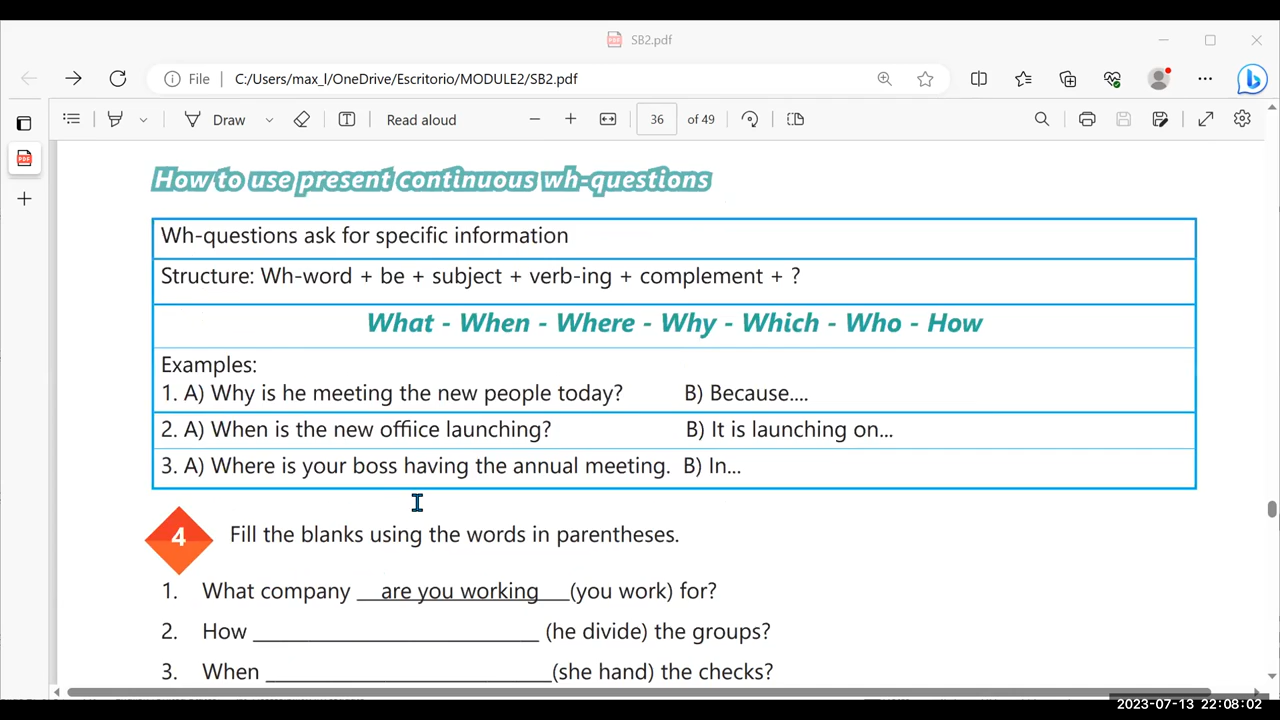 SB2.pdf
File | C:/Users/max_l/OneDrive/Escritorio/MODULE2/SB2.pdf
Draw Read aloud 36 of 49
How to use present continuous wh-questions
Wh-questions ask for specific information
Structure: Wh-word + be + subject + verb-ing + complement + ?
What - When - Where - Why - Which - Who - How
Examples:
1. A) Why is he meeting the new people today? B) Because....
2. A) When is the new office launching? B) It is launching on...
3. A) Where is your boss having the annual meeting. B) In...
4 Fill the blanks using the words in parentheses.
1. What company __are you working___(you work) for?
2. How ________________________ (he divide) the groups?
3. When ________________________(she hand) the checks?
2023-07-13 22:08:02